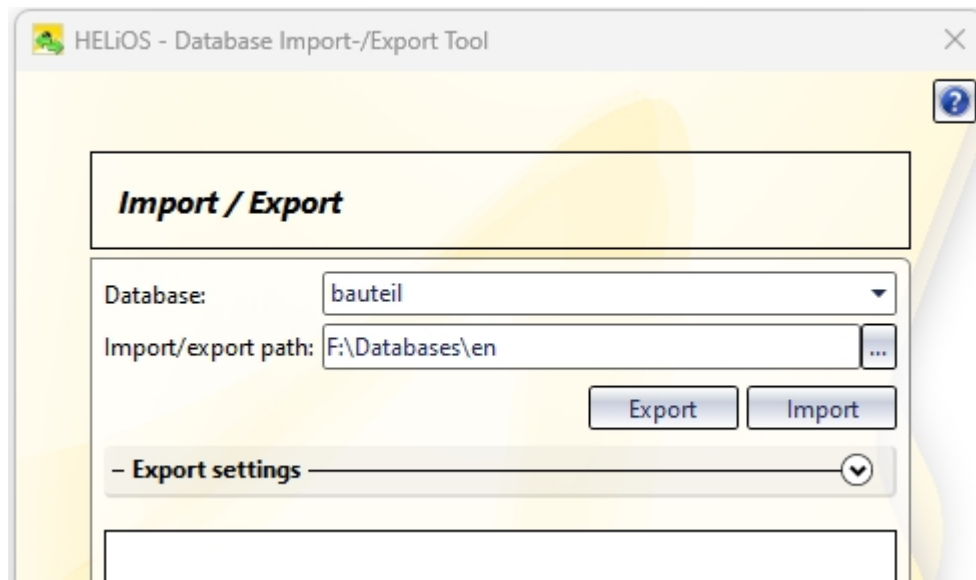 HELiOS - Database Import-/Export Tool
Import / Export
Database: bauteil
Import/export path: F:\Databases\en ...
Export Import
– Export settings